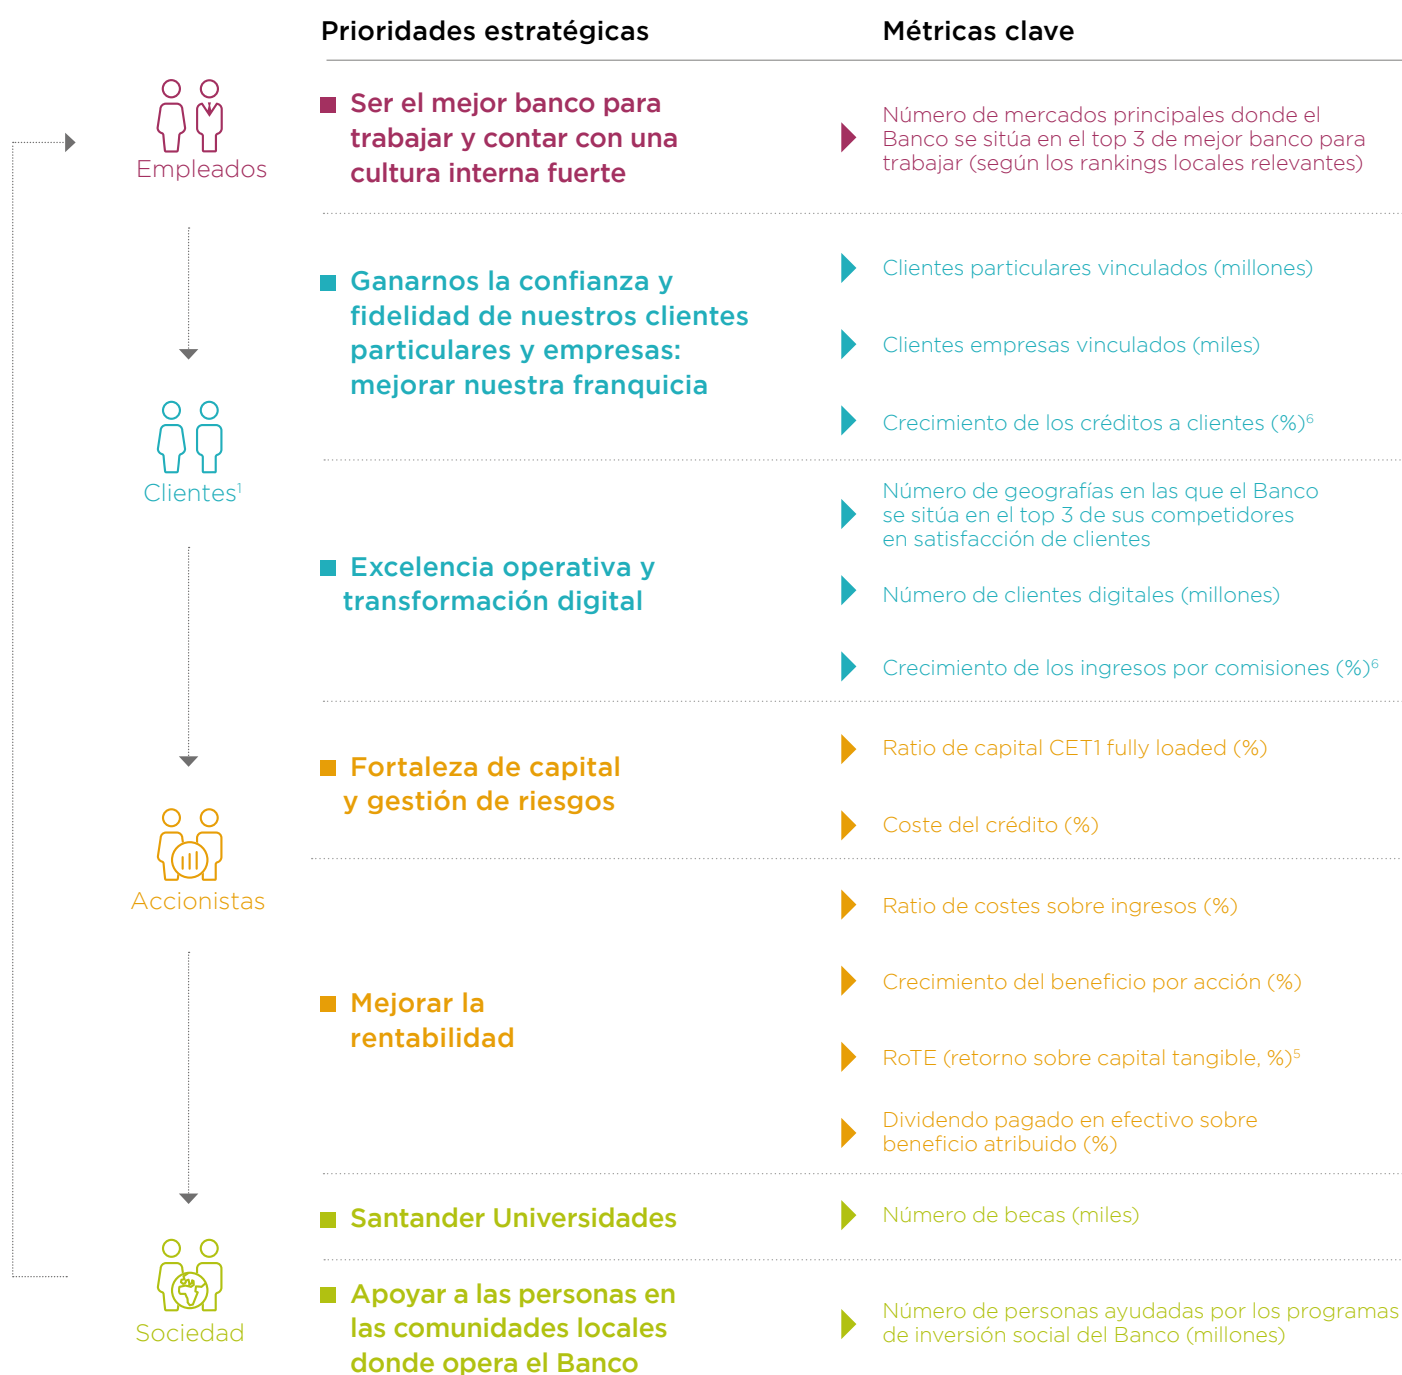 Prioridades estratégicas
Métricas clave
Empleados
Ser el mejor banco para
trabajar y contar con una
cultura interna fuerte
Número de mercados principales donde el
Banco se sitúa en el top 3 de mejor banco para
trabajar (según los rankings locales relevantes)
Clientes¹
Ganarnos la confianza y
fidelidad de nuestros clientes
particulares y empresas:
mejorar nuestra franquicia
Clientes particulares vinculados (millones)
Clientes empresas vinculados (miles)
Crecimiento de los créditos a clientes (%)⁶
Excelencia operativa y
transformación digital
Número de geografías en las que el Banco
se sitúa en el top 3 de sus competidores
en satisfacción de clientes
Número de clientes digitales (millones)
Crecimiento de los ingresos por comisiones (%)⁶
Accionistas
Fortaleza de capital
y gestión de riesgos
Ratio de capital CET1 fully loaded (%)
Coste del crédito (%)
Mejorar la
rentabilidad
Ratio de costes sobre ingresos (%)
Crecimiento del beneficio por acción (%)
RoTE (retorno sobre capital tangible, %)⁵
Dividendo pagado en efectivo sobre
beneficio atribuido (%)
Sociedad
Santander Universidades
Número de becas (miles)
Apoyar a las personas en
las comunidades locales
donde opera el Banco
Número de personas ayudadas por los programas
de inversión social del Banco (millones)